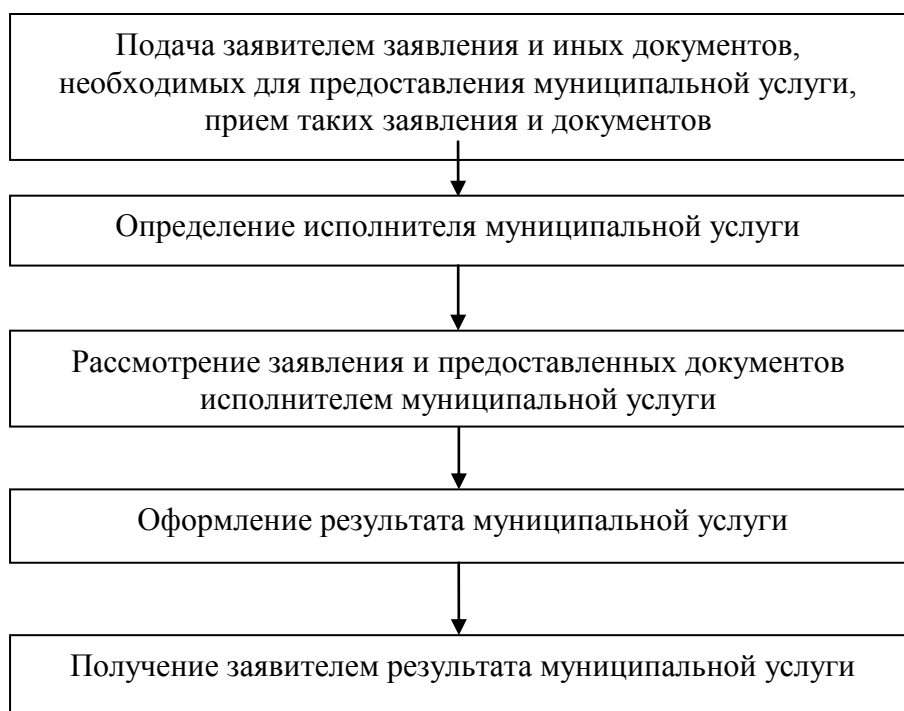 Подача заявителем заявления и иных документов,
необходимых для предоставления муниципальной услуги,
прием таких заявления и документов
Определение исполнителя муниципальной услуги
Рассмотрение заявления и предоставленных документов
исполнителем муниципальной услуги
Оформление результата муниципальной услуги
Получение заявителем результата муниципальной услуги